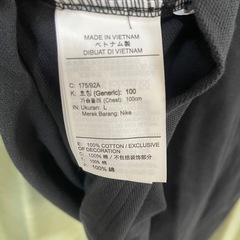 MADE IN VIETNAM
ベトナム製
DIBUAT DI VIETNAM
C: 175/92A
K: 호칭 (Generic): 100
가슴둘레 (Chest): 100cm
IN: Ukuran: L
Merek Barang: Nike
E: 100% COTTON / EXCLUSIVE
OF DECORATION
C: 100% 棉 / 不包括装饰部分
T: 100% 棉
J: 100% 綿